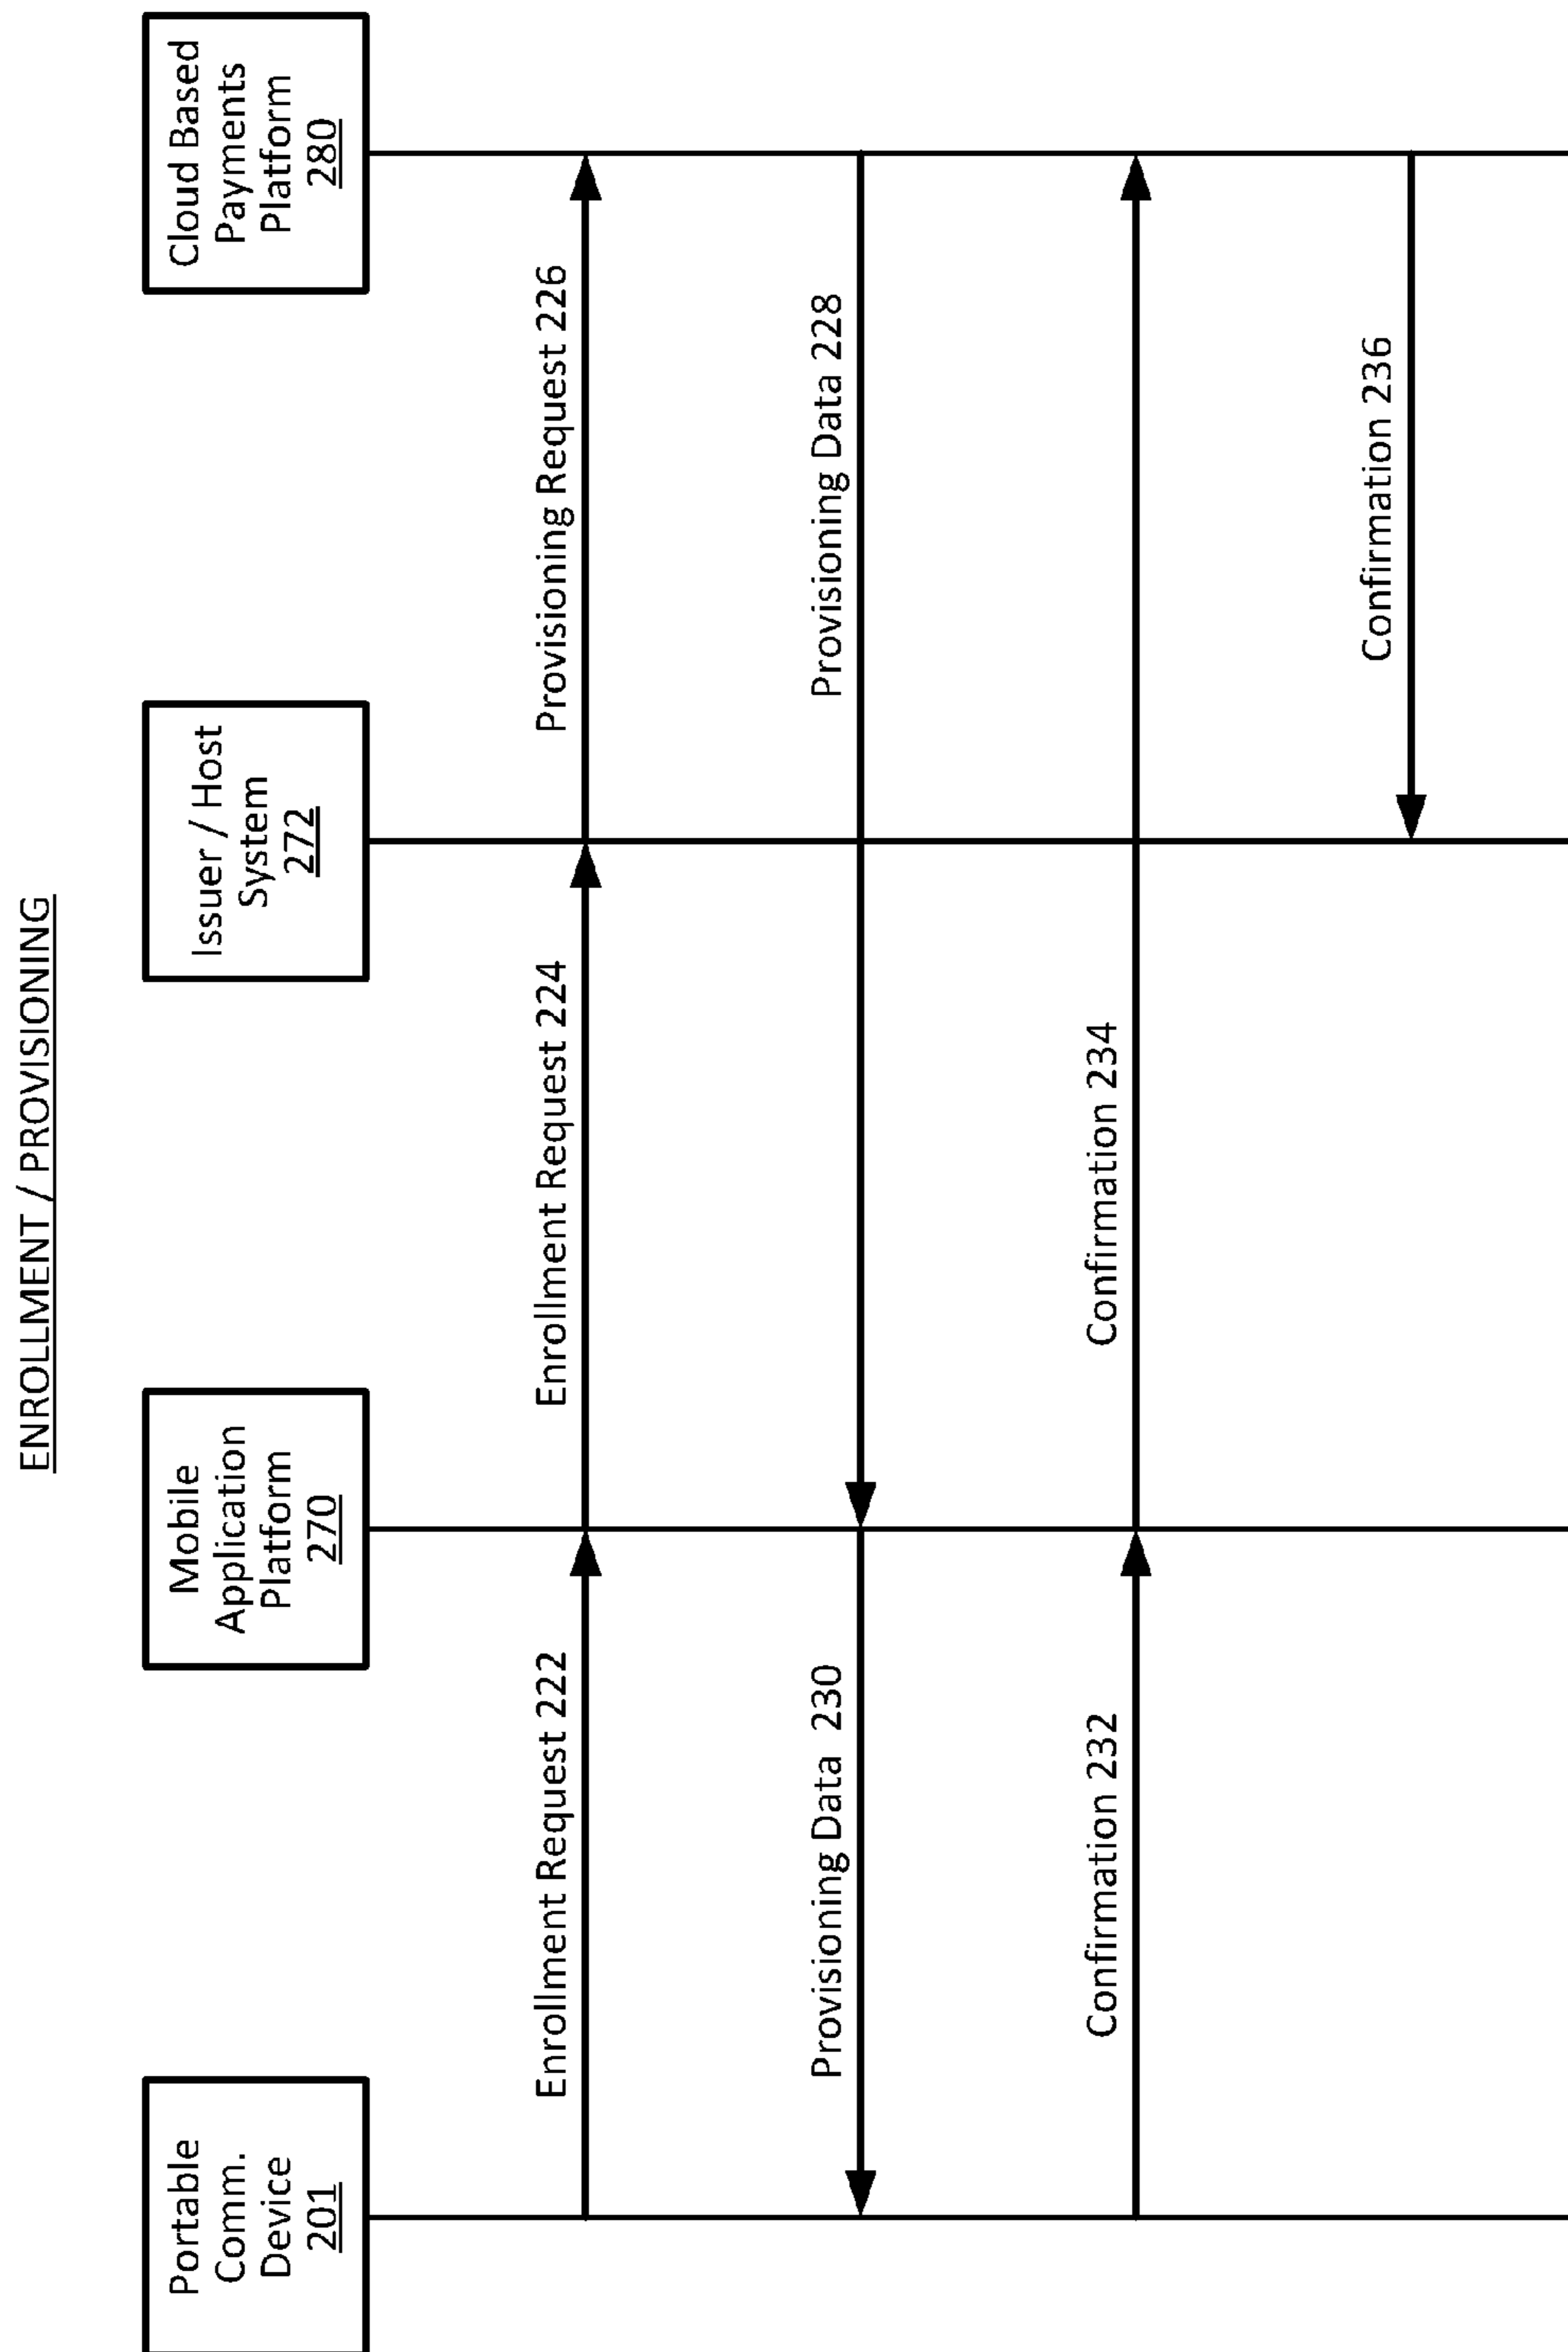 ENROLLMENT / PROVISIONING
Portable
Comm.
Device
201
Mobile
Application
Platform
270
Issuer / Host
System
272
Cloud Based
Payments
Platform
280
Enrollment Request 222
Enrollment Request 224
Provisioning Request 226
Provisioning Data 230
Provisioning Data 228
Confirmation 232
Confirmation 234
Confirmation 236